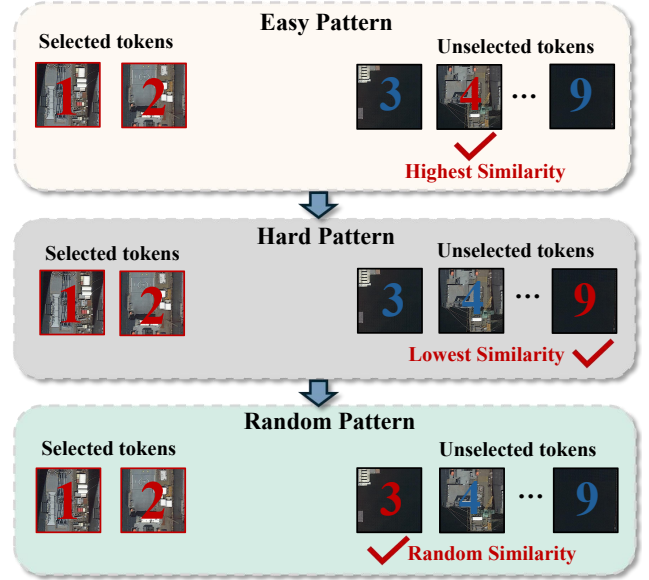 Easy Pattern
Selected tokens
Unselected tokens
1 2 3 4 ... 9
Highest Similarity
Hard Pattern
Selected tokens
Unselected tokens
1 2 3 4 ... 9
Lowest Similarity
Random Pattern
Selected tokens
Unselected tokens
1 2 3 4 ... 9
Random Similarity